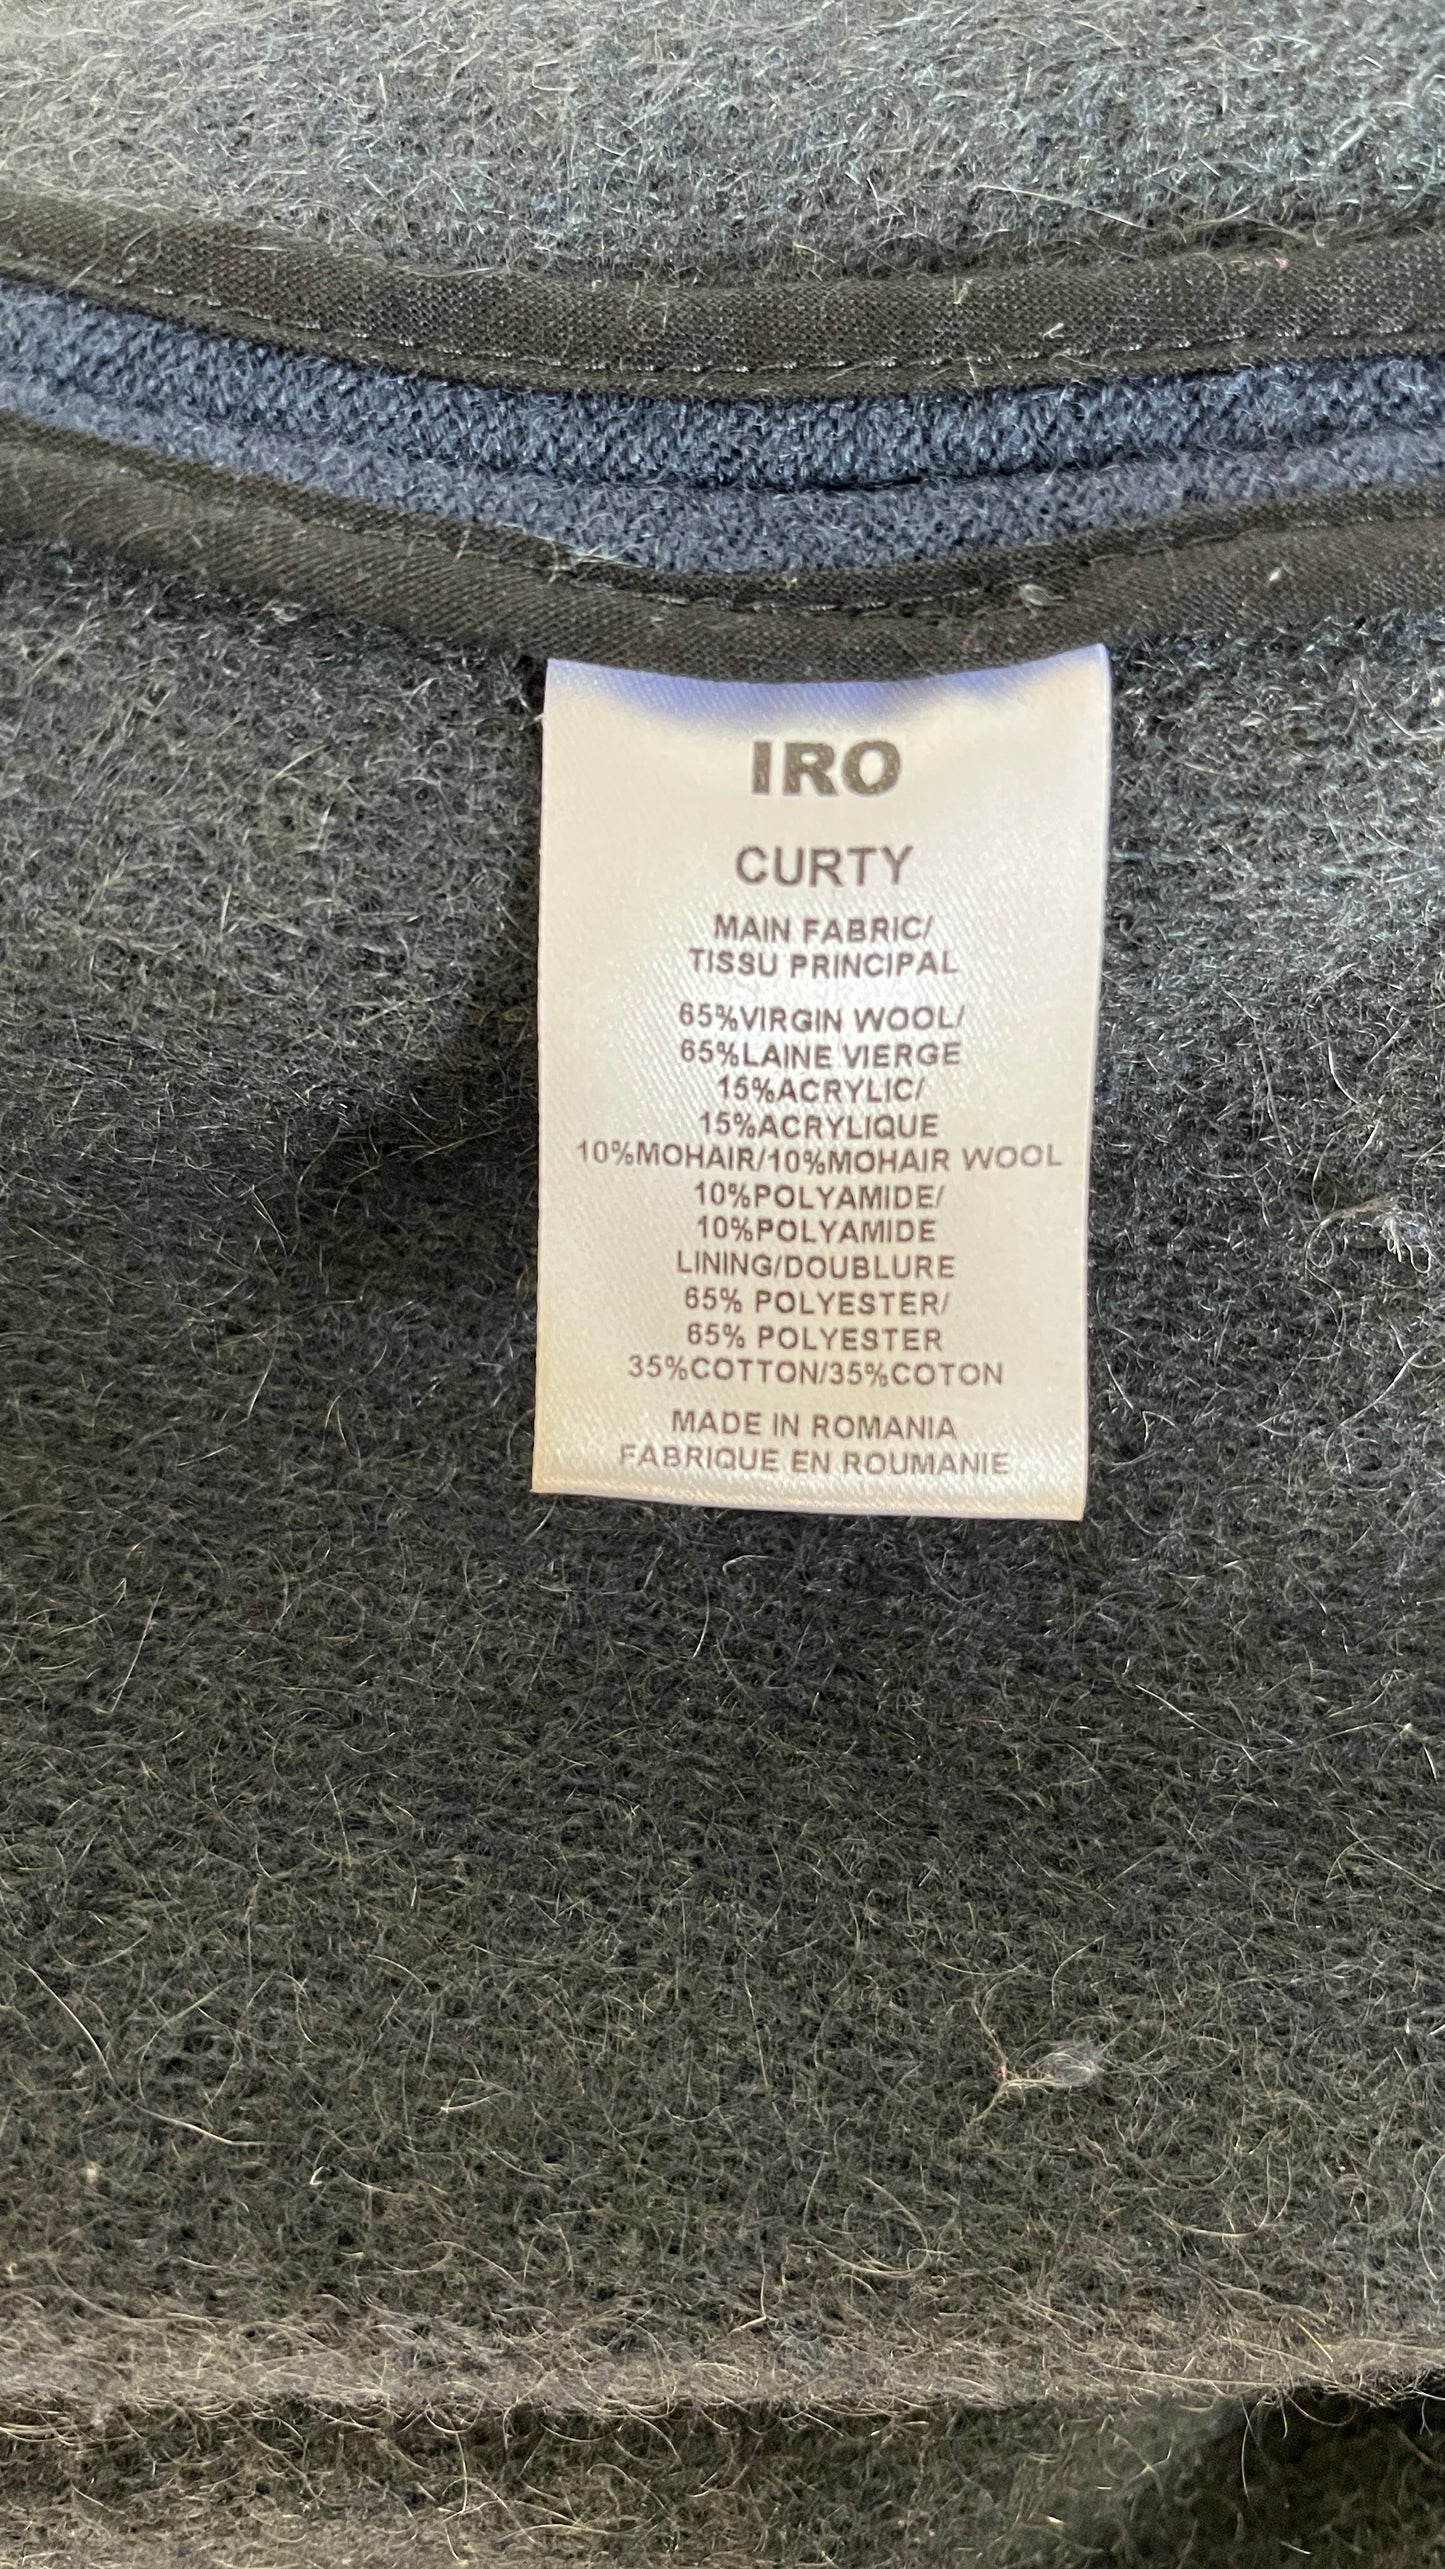 IRO
CURTY
MAIN FABRIC/
TISSU PRINCIPAL
65%VIRGIN WOOL/
65%LAINE VIERGE
15%ACRYLIC/
15%ACRYLIQUE
10%MOHAIR/10%MOHAIR WOOL
10%POLYAMIDE/
10%POLYAMIDE
LINING/DOUBLURE
65% POLYESTER/
65% POLYESTER
35%COTTON/35%COTON
MADE IN ROMANIA
FABRIQUE EN ROUMANIE